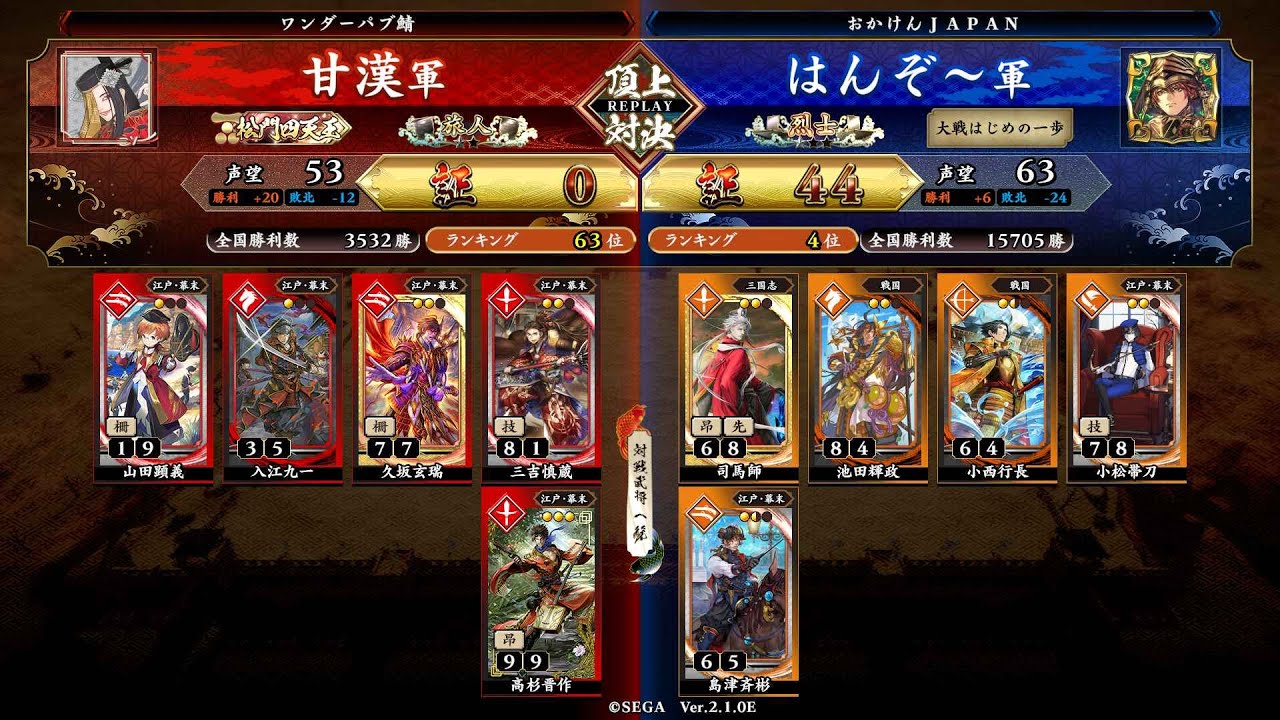 ワンダーパブ鯖
おかけんJAPAN
甘漢軍
頂上
REPLAY
対決
はんぞ～軍
松門四天王
旅人
烈士
大戦はじめの一歩
声望 53
勝利 +20 敗北 -12
証 0
証 44
声望 63
勝利 +6 敗北 -24
全国勝利数 3532勝
ランキング 63位
ランキング 4位
全国勝利数 15705勝
江戸・幕末
柵
1 9
山田顕義
江戸・幕末
3 5
入江九一
江戸・幕末
柵
7 7
久坂玄瑞
江戸・幕末
技
8 1
三吉慎蔵
三国志
昂 先
6 8
司馬師
戦国
8 4
池田輝政
戦国
6 4
小西行長
江戸・幕末
技
7 8
小松帯刀
対戦武将一覧
江戸・幕末
昂
9 9
高杉晋作
江戸・幕末
6 5
島津斉彬
©SEGA Ver.2.1.0E